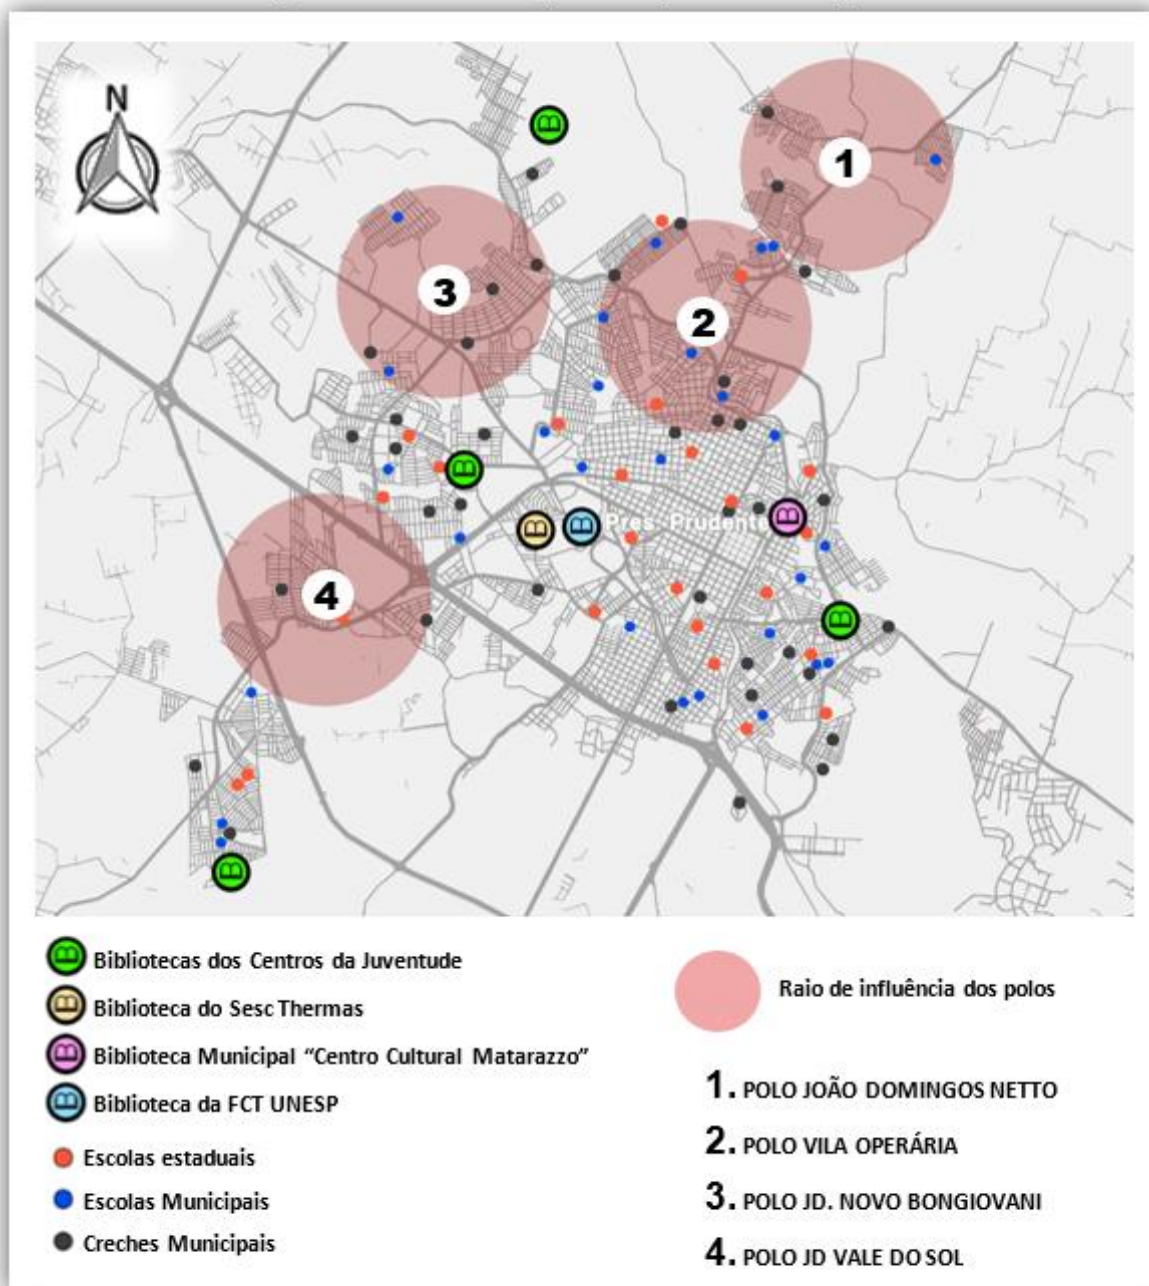 N
1
2
3
4
Pres. Prudente
Bibliotecas dos Centros da Juventude
Biblioteca do Sesc Thermas
Biblioteca Municipal “Centro Cultural Matarazzo”
Biblioteca da FCT UNESP
Escolas estaduais
Escolas Municipais
Creches Municipais
Raio de influência dos polos
1. POLO JOÃO DOMINGOS NETTO
2. POLO VILA OPERÁRIA
3. POLO JD. NOVO BONGIOVANI
4. POLO JD VALE DO SOL